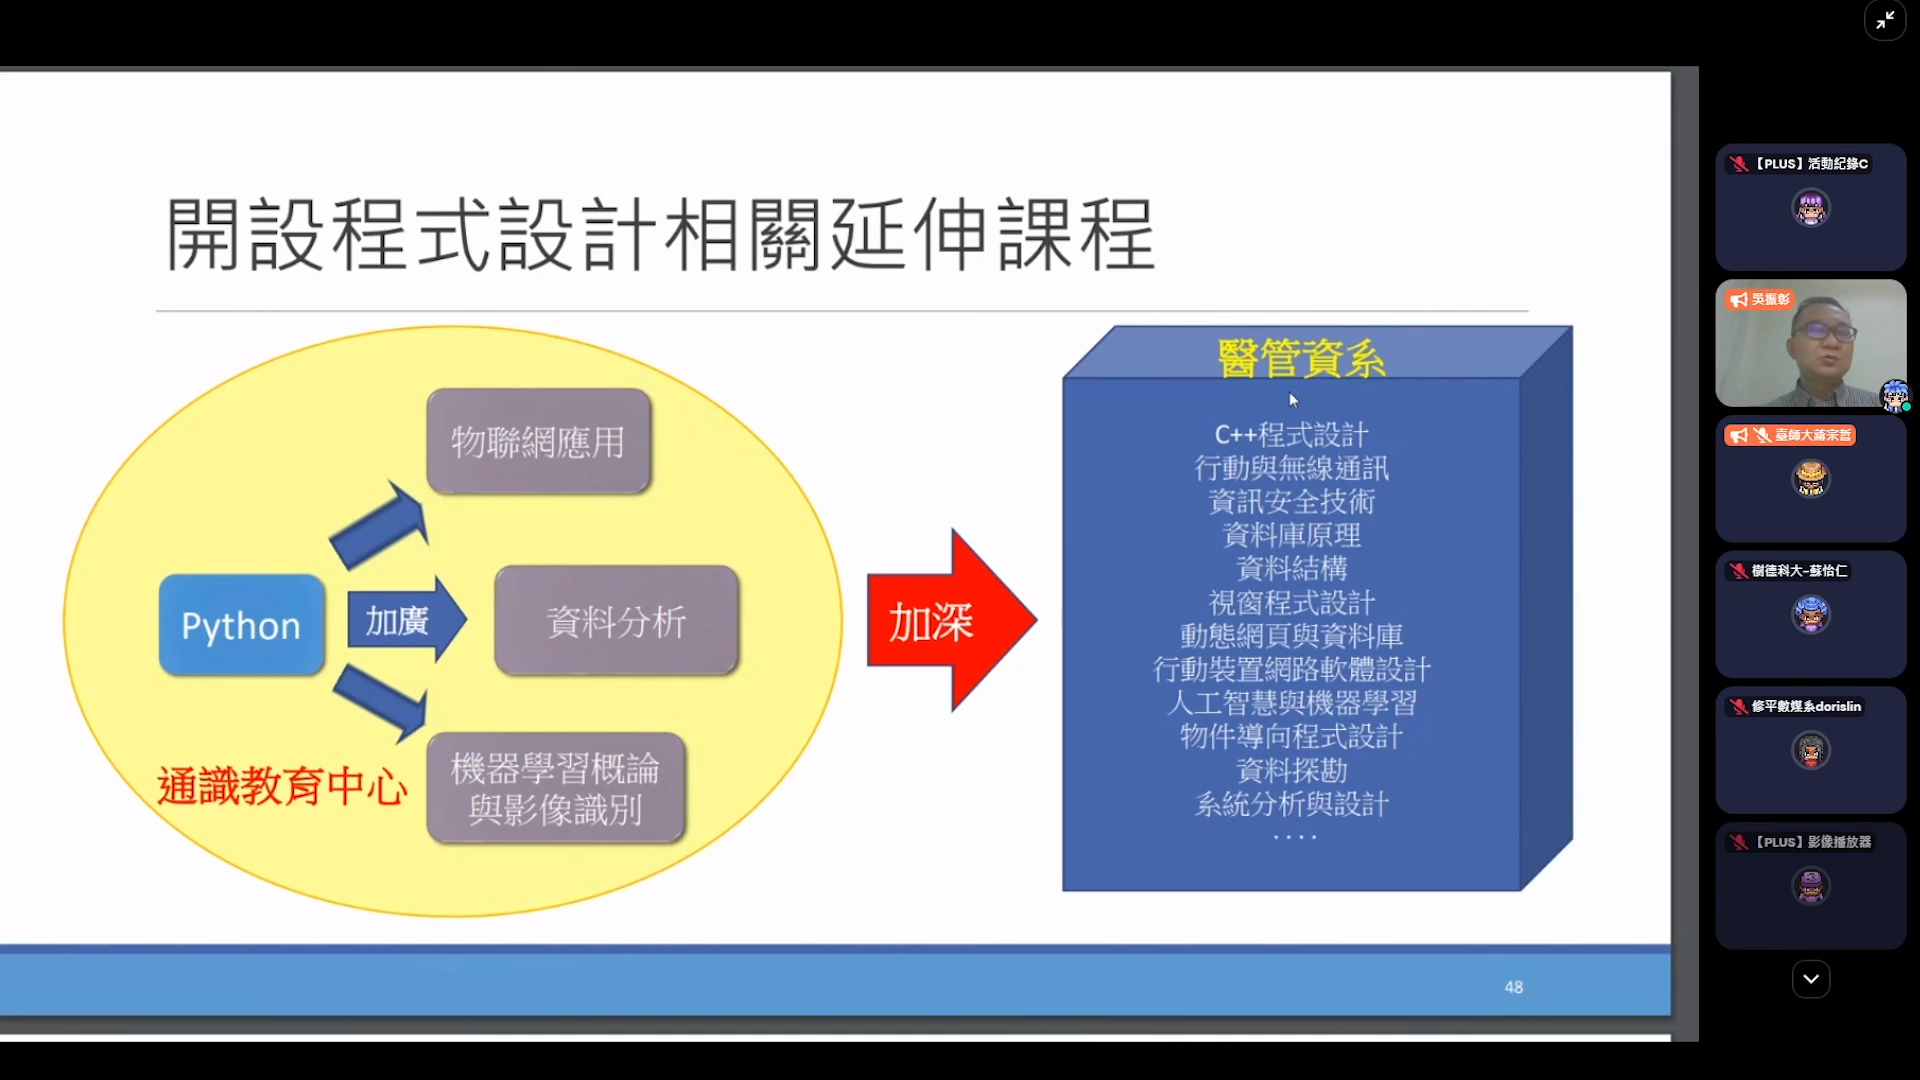 開設程式設計相關延伸課程
物聯網應用
Python
加廣
資料分析
機器學習概論
與影像識別
通識教育中心
加深
醫管資系
C++程式設計
行動與無線通訊
資訊安全技術
資料庫原理
資料結構
視窗程式設計
動態網頁與資料庫
行動裝置網路軟體設計
人工智慧與機器學習
物件導向程式設計
資料探勘
系統分析與設計
....
48
【PLUS】活動紀錄C
吳振彰
臺師大蔣宗哲
樹德科大-蘇怡仁
修平數媒系dorislin
【PLUS】影像播放器